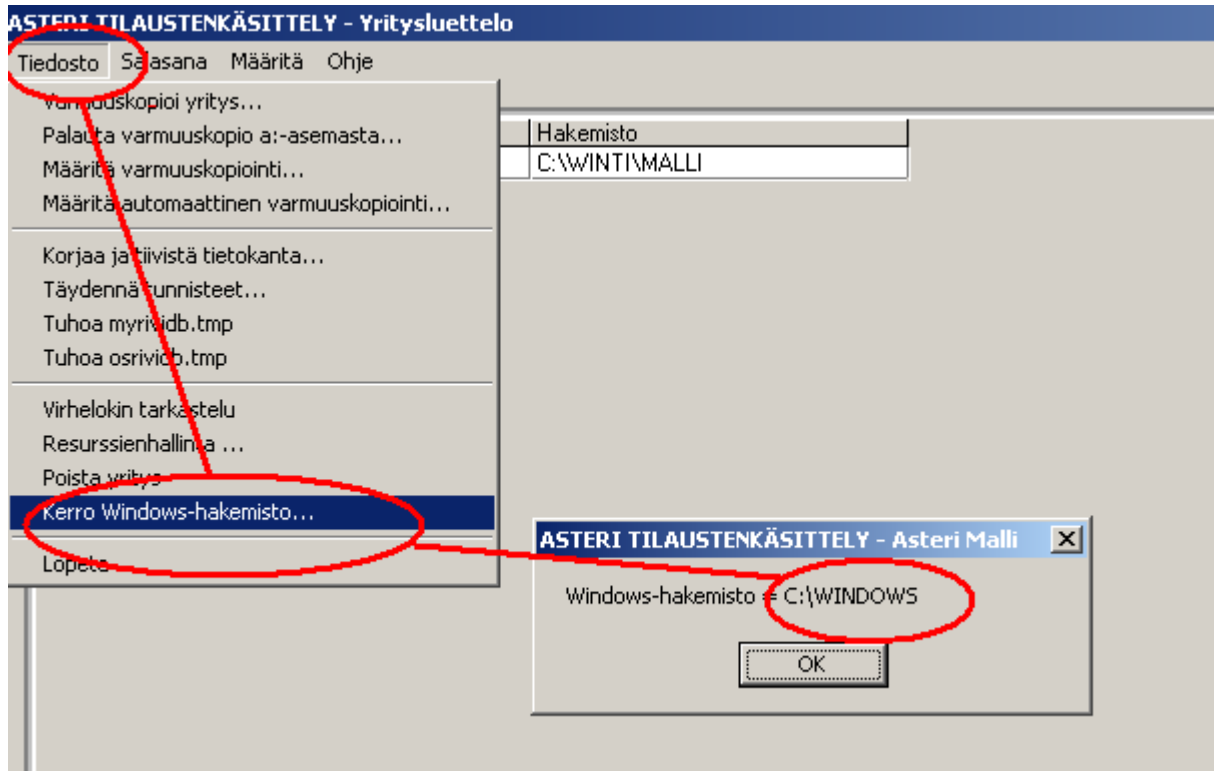 ASTERI TILAUSTENKÄSITTELY - Yritysluettelo
Tiedosto Salasana Määritä Ohje
Varmuuskopioi yritys...
Palauta varmuuskopio a:-asemasta...
Määritä varmuuskopiointi...
Määritä automaattinen varmuuskopiointi...
Korjaa ja tiivistä tietokanta...
Täydennä tunnisteet...
Tuhoa myrividb.tmp
Tuhoa osrividb.tmp
Virhelokin tarkastelu
Resurssienhallinta ...
Poista yritys
Kerro Windows-hakemisto...
Lopeta
Hakemisto
C:\WINTI\MALLI
ASTERI TILAUSTENKÄSITTELY - Asteri Malli
Windows-hakemisto = C:\WINDOWS
OK